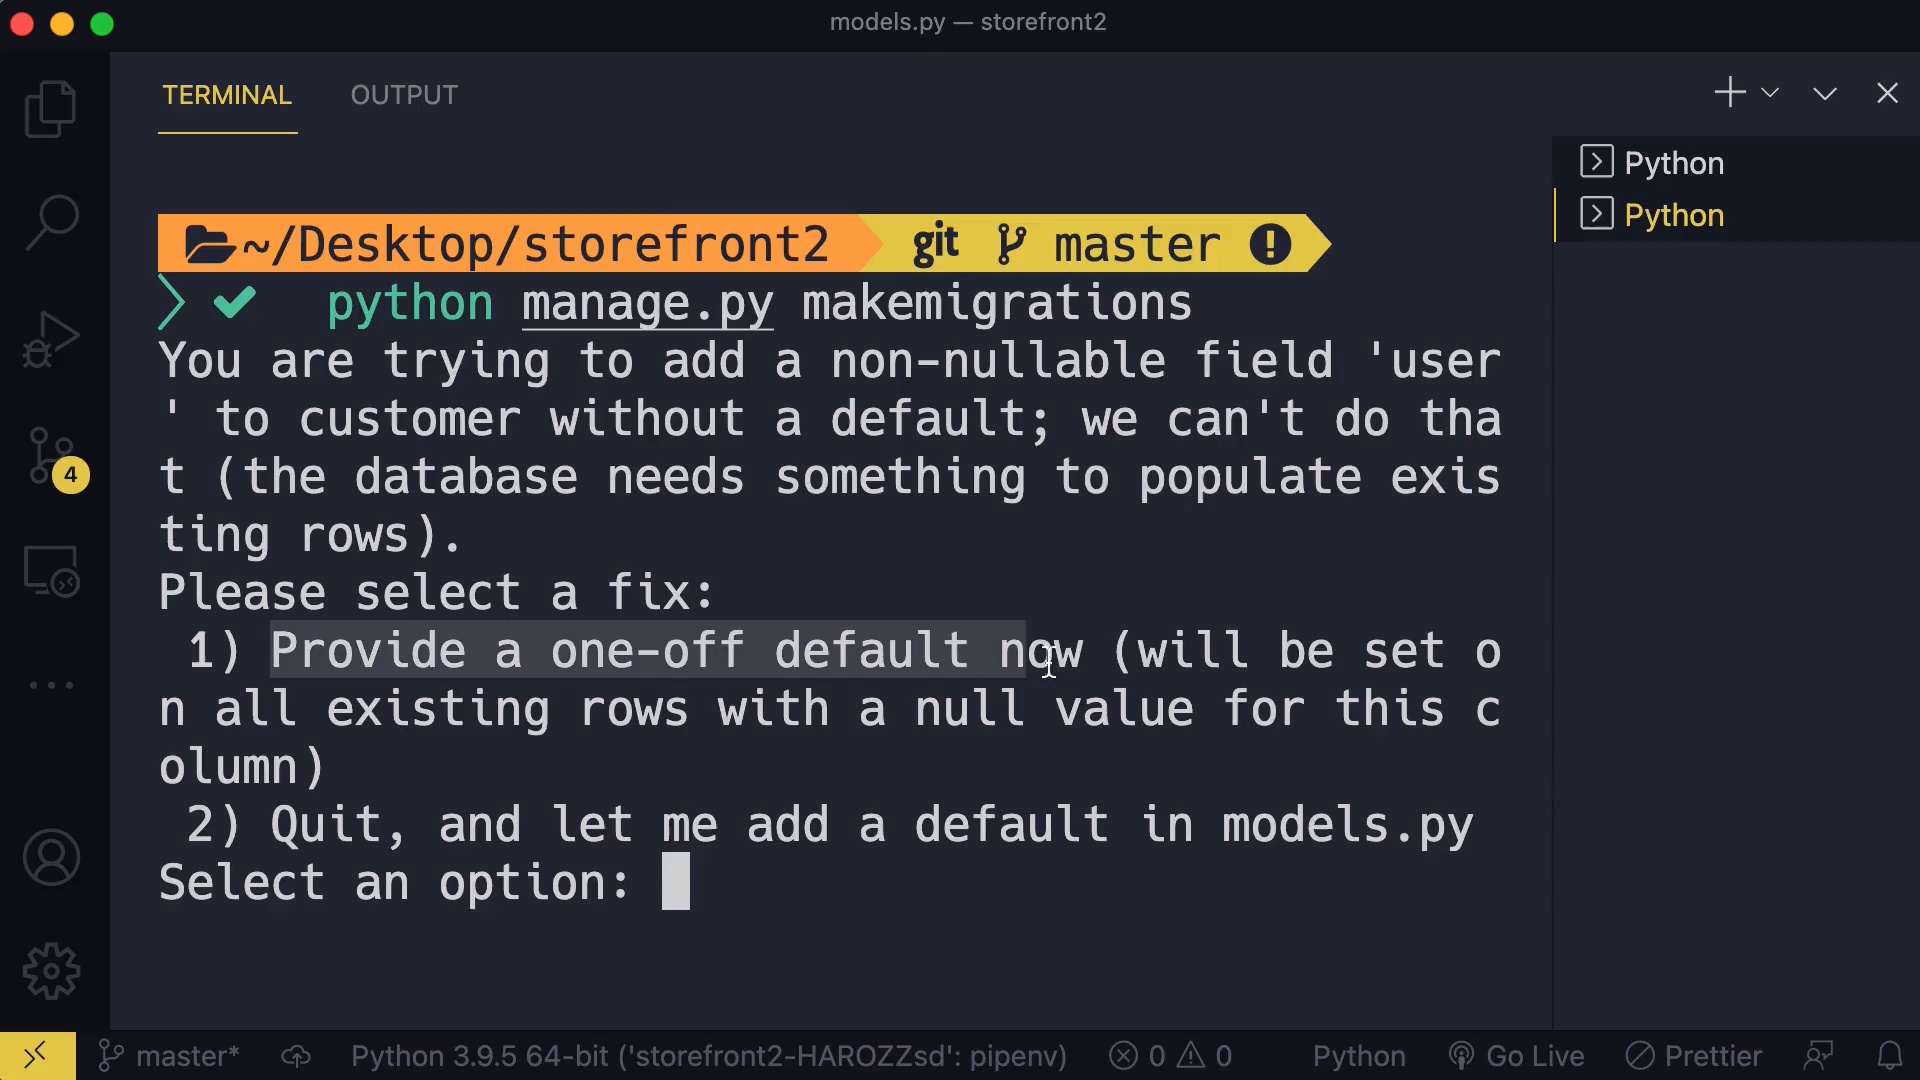 models.py — storefront2
TERMINAL OUTPUT
Python
Python
~/Desktop/storefront2 git master
python manage.py makemigrations
You are trying to add a non-nullable field 'user
' to customer without a default; we can't do tha
t (the database needs something to populate exis
ting rows).
Please select a fix:
1) Provide a one-off default now (will be set o
n all existing rows with a null value for this c
olumn)
2) Quit, and let me add a default in models.py
Select an option:
4
master* Python 3.9.5 64-bit ('storefront2-HAROZZsd': pipenv) 0 0 Python Go Live Prettier